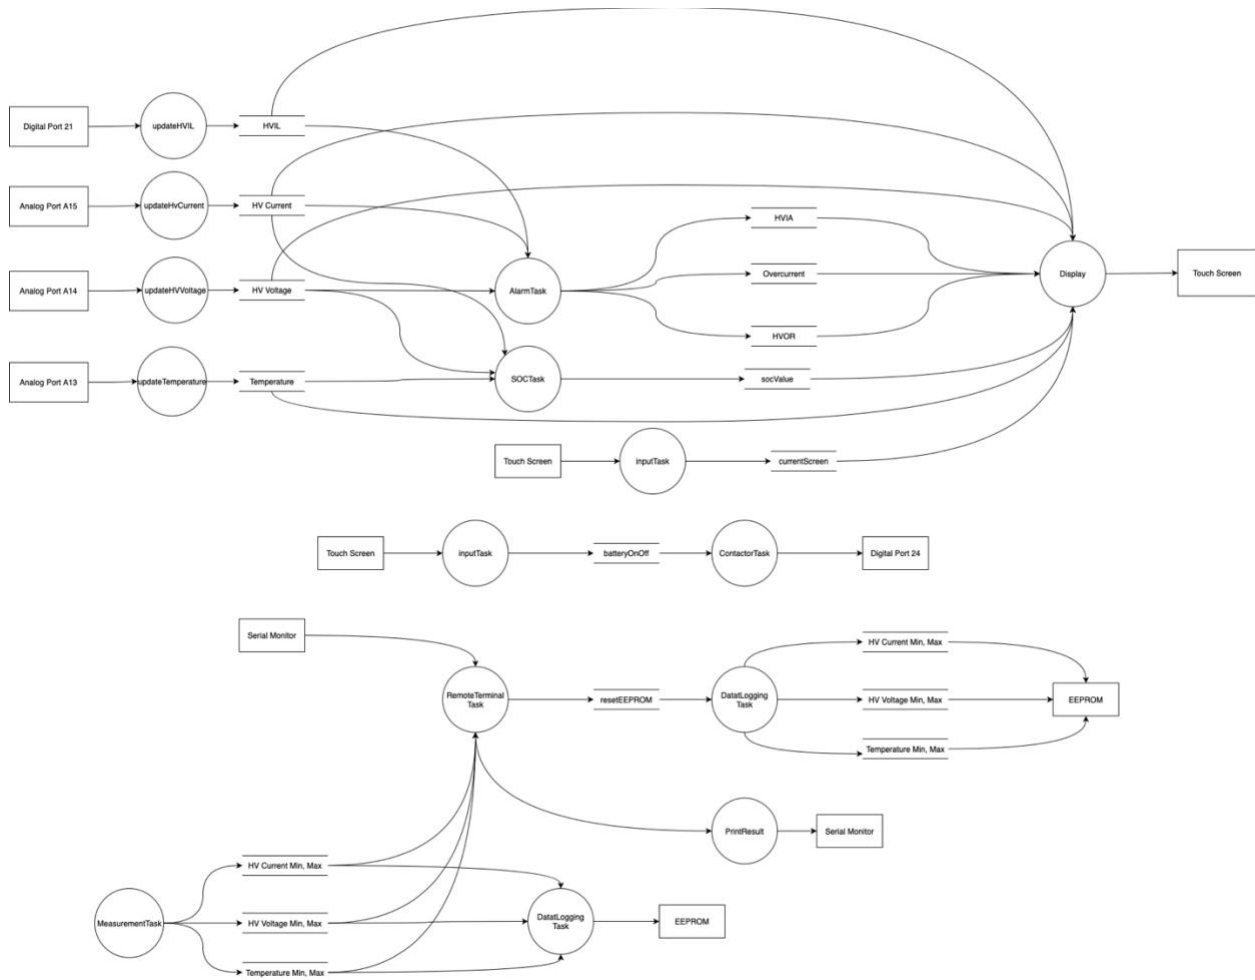 Digital Port 21
updateHVIL
HVIL
Analog Port A15
updateHvCurrent
HV Current
HVIA
Analog Port A14
updateHVVoltage
HV Voltage
AlarmTask
Overcurrent
Display
Touch Screen
HVOR
Analog Port A13
updateTemperature
Temperature
SOCTask
socValue
Touch Screen
inputTask
currentScreen
Touch Screen
inputTask
batteryOnOff
ContactorTask
Digital Port 24
Serial Monitor
HV Current Min, Max
RemoteTerminal
Task
resetEEPROM
DatatLogging
Task
HV Voltage Min, Max
EEPROM
Temperature Min, Max
PrintResult
Serial Monitor
HV Current Min, Max
MeasurementTask
HV Voltage Min, Max
DatatLogging
Task
EEPROM
Temperature Min, Max